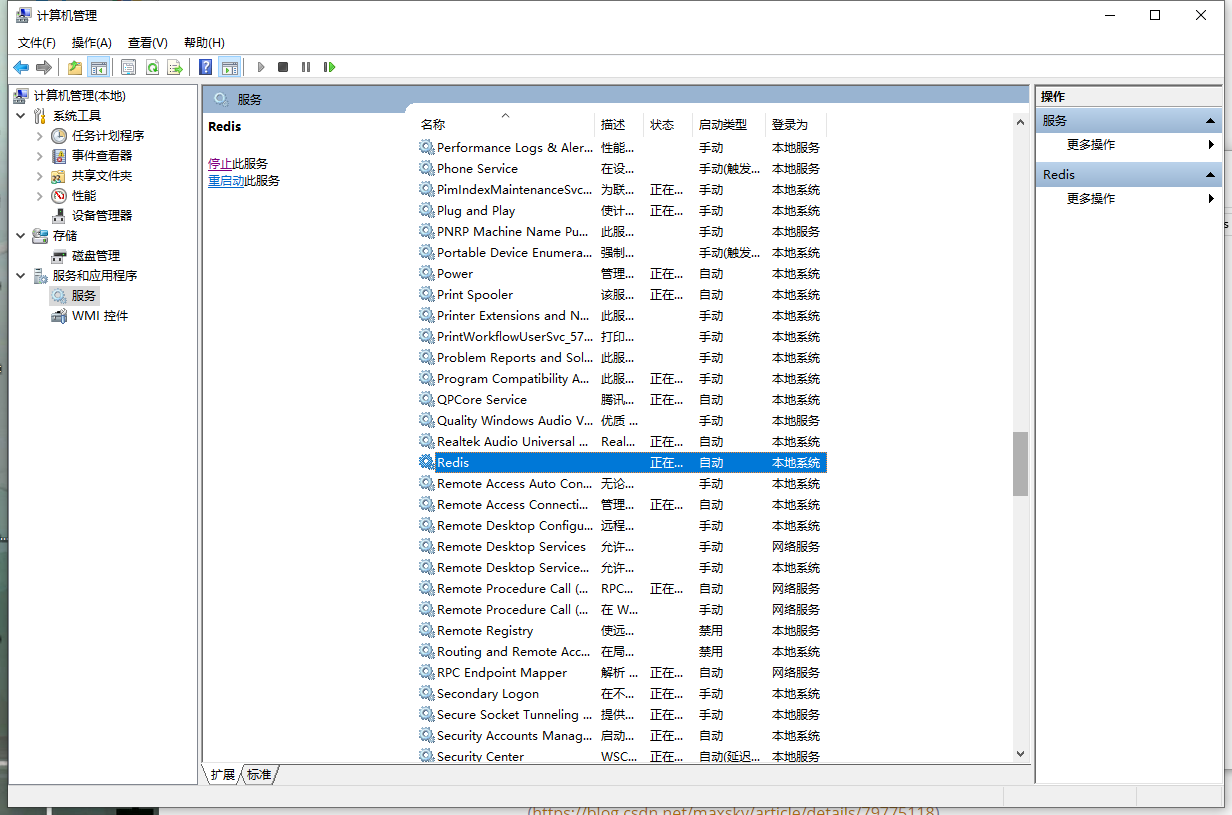 计算机管理
文件(F) 操作(A) 查看(V) 帮助(H)
计算机管理(本地)
系统工具
任务计划程序
事件查看器
共享文件夹
性能
设备管理器
存储
磁盘管理
服务和应用程序
服务
WMI 控件
服务
Redis
停止此服务
重启动此服务
名称 描述 状态 启动类型 登录为
Performance Logs & Aler... 性能... 手动 本地服务
Phone Service 在设... 手动(触发... 本地服务
PimIndexMaintenanceSvc... 为联... 正在... 手动 本地系统
Plug and Play 使计... 正在... 手动 本地系统
PNRP Machine Name Pu... 此服... 手动 本地服务
Portable Device Enumera... 强制... 手动(触发... 本地系统
Power 管理... 正在... 自动 本地系统
Print Spooler 该服... 正在... 自动 本地系统
Printer Extensions and N... 此服... 手动 本地系统
PrintWorkflowUserSvc_57... 打印... 手动 本地系统
Problem Reports and Sol... 此服... 手动 本地系统
Program Compatibility A... 此服... 正在... 手动 本地系统
QPCore Service 腾讯... 正在... 自动 本地系统
Quality Windows Audio V... 优质 ... 手动 本地服务
Realtek Audio Universal ... Real... 正在... 自动 本地系统
Redis 正在... 自动 本地系统
Remote Access Auto Con... 无论... 手动 本地系统
Remote Access Connecti... 管理... 正在... 自动 本地系统
Remote Desktop Configu... 远程... 手动 本地系统
Remote Desktop Services 允许... 手动 网络服务
Remote Desktop Service... 允许... 手动 本地系统
Remote Procedure Call (... RPC... 正在... 自动 网络服务
Remote Procedure Call (... 在 W... 手动 网络服务
Remote Registry 使远... 禁用 本地服务
Routing and Remote Acc... 在局... 禁用 本地系统
RPC Endpoint Mapper 解析 ... 正在... 自动 网络服务
Secondary Logon 在不... 正在... 手动 本地系统
Secure Socket Tunneling ... 提供... 正在... 手动 本地服务
Security Accounts Manag... 启动... 正在... 自动 本地系统
Security Center WSC... 正在... 自动(延迟... 本地服务
扩展 标准
操作
服务
更多操作
Redis
更多操作
s
(https://blog.csdn.net/maxsky/article/details/79775118)